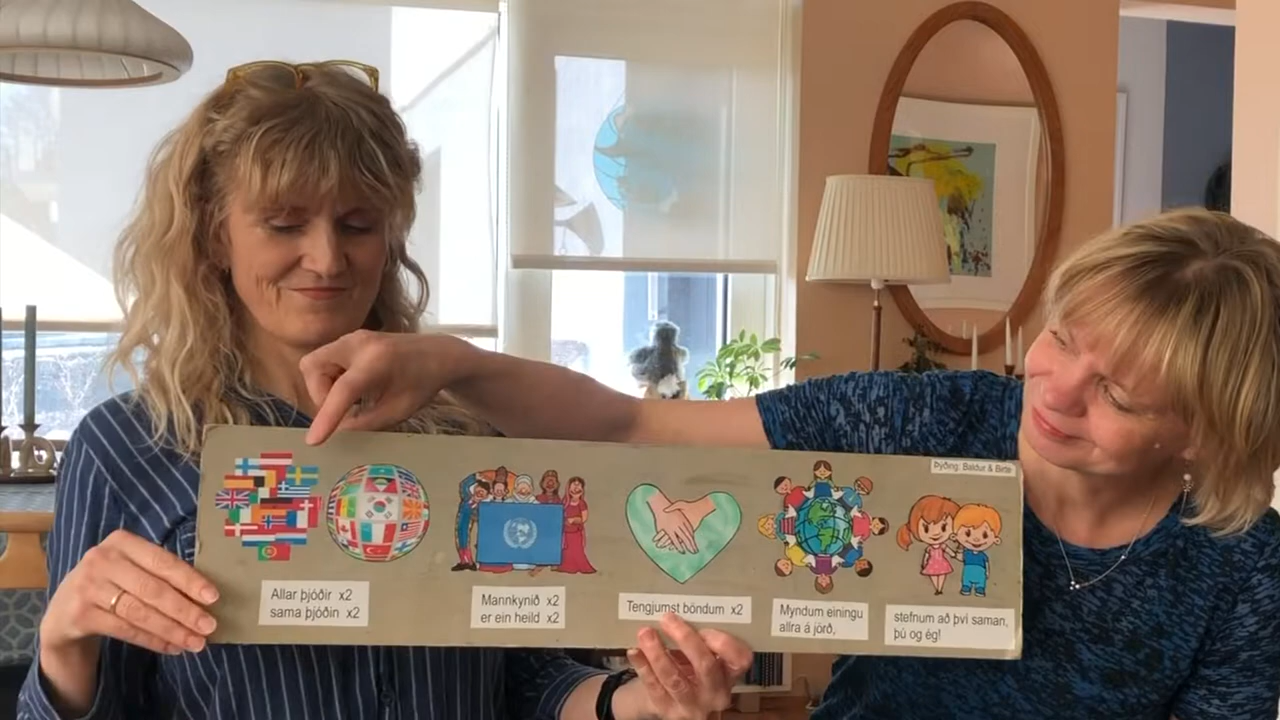 Þýðing: Baldur & Birte
Allar þjóðir x2
sama þjóðin x2
Mannkynið x2
er ein heild x2
Tengjumst böndum x2
Myndum einingu
allra á jörð,
stefnum að því saman,
þú og ég!